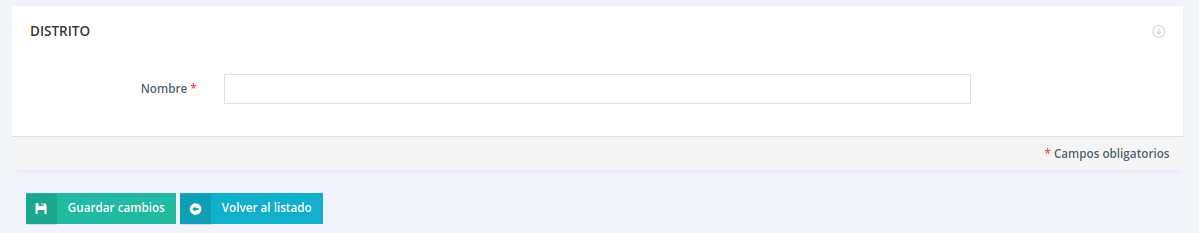 DISTRITO
Nombre *
* Campos obligatorios
Guardar cambios
Volver al listado